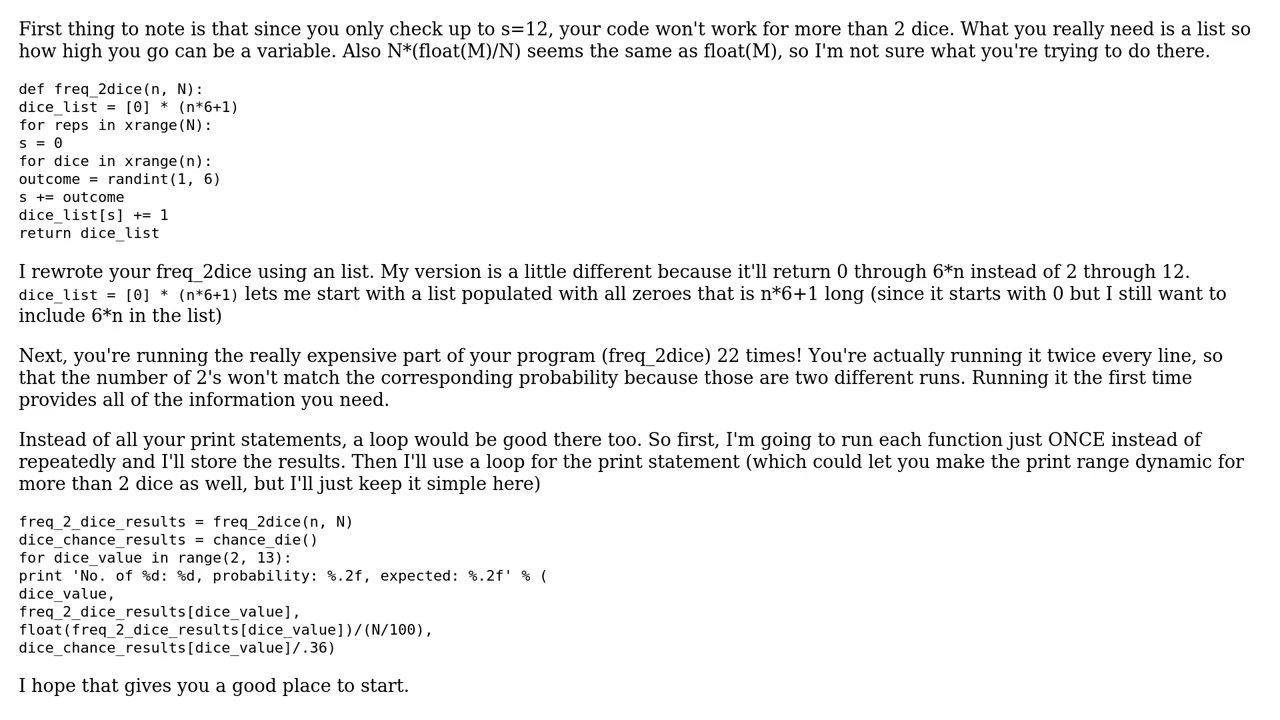 First thing to note is that since you only check up to s=12, your code won't work for more than 2 dice. What you really need is a list so
how high you go can be a variable. Also N*(float(M)/N) seems the same as float(M), so I'm not sure what you're trying to do there.
def freq_2dice(n, N):
dice_list = [0] * (n*6+1)
for reps in xrange(N):
s = 0
for dice in xrange(n):
outcome = randint(1, 6)
s += outcome
dice_list[s] += 1
return dice_list
I rewrote your freq_2dice using an list. My version is a little different because it'll return 0 through 6*n instead of 2 through 12.
dice_list = [0] * (n*6+1) lets me start with a list populated with all zeroes that is n*6+1 long (since it starts with 0 but I still want to
include 6*n in the list)
Next, you're running the really expensive part of your program (freq_2dice) 22 times! You're actually running it twice every line, so
that the number of 2's won't match the corresponding probability because those are two different runs. Running it the first time
provides all of the information you need.
Instead of all your print statements, a loop would be good there too. So first, I'm going to run each function just ONCE instead of
repeatedly and I'll store the results. Then I'll use a loop for the print statement (which could let you make the print range dynamic for
more than 2 dice as well, but I'll just keep it simple here)
freq_2_dice_results = freq_2dice(n, N)
dice_chance_results = chance_die()
for dice_value in range(2, 13):
print 'No. of %d: %d, probability: %.2f, expected: %.2f' % (
dice_value,
freq_2_dice_results[dice_value],
float(freq_2_dice_results[dice_value])/(N/100),
dice_chance_results[dice_value]/.36)
I hope that gives you a good place to start.